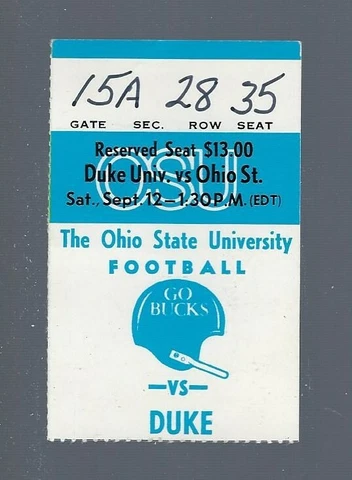 15A 28 35
GATE SEC. ROW SEAT
OSU
Reserved Seat $13.00
Duke Univ. vs Ohio St.
Sat., Sept. 12-1:30 P.M. (EDT)
The Ohio State University
FOOTBALL
GO
BUCKS
-VS-
DUKE